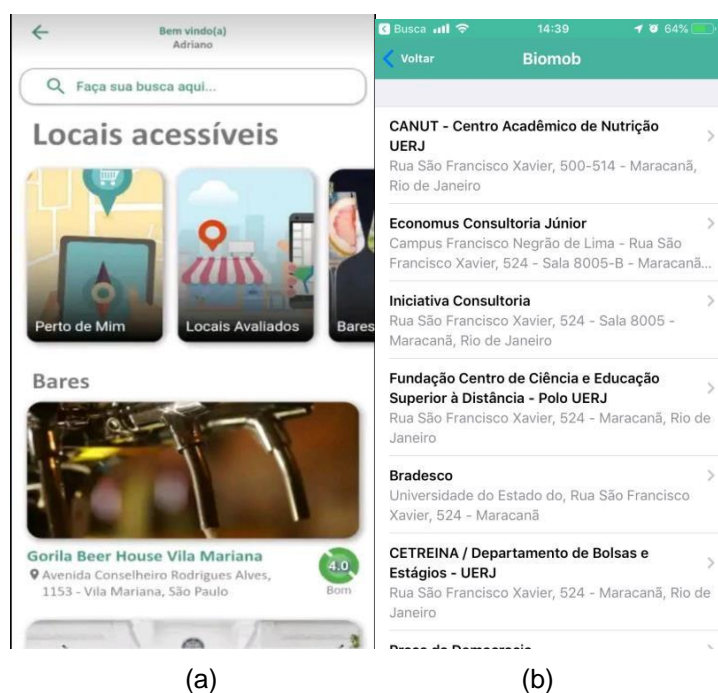 Bem vindo(a)
Adriano
Faça sua busca aqui...
Locais acessíveis
Perto de Mim
Locais Avaliados
Bares
Bares
Gorila Beer House Vila Mariana
Avenida Conselheiro Rodrigues Alves,
1153 - Vila Mariana, São Paulo
4.0
Bom
(a)
Busca
14:39
64%
Voltar
Biomob
CANUT - Centro Acadêmico de Nutrição
UERJ
Rua São Francisco Xavier, 500-514 - Maracanã,
Rio de Janeiro
Economus Consultoria Júnior
Campus Francisco Negrão de Lima - Rua São
Francisco Xavier, 524 - Sala 8005-B - Maracanã...
Iniciativa Consultoria
Rua São Francisco Xavier, 524 - Sala 8005 -
Maracanã, Rio de Janeiro
Fundação Centro de Ciência e Educação
Superior à Distância - Polo UERJ
Rua São Francisco Xavier, 524 - Maracanã, Rio de
Janeiro
Bradesco
Universidade do Estado do, Rua São Francisco
Xavier, 524 - Maracanã
CETREINA / Departamento de Bolsas e
Estágios - UERJ
Rua São Francisco Xavier, 524 - Maracanã, Rio de
Janeiro
(b)